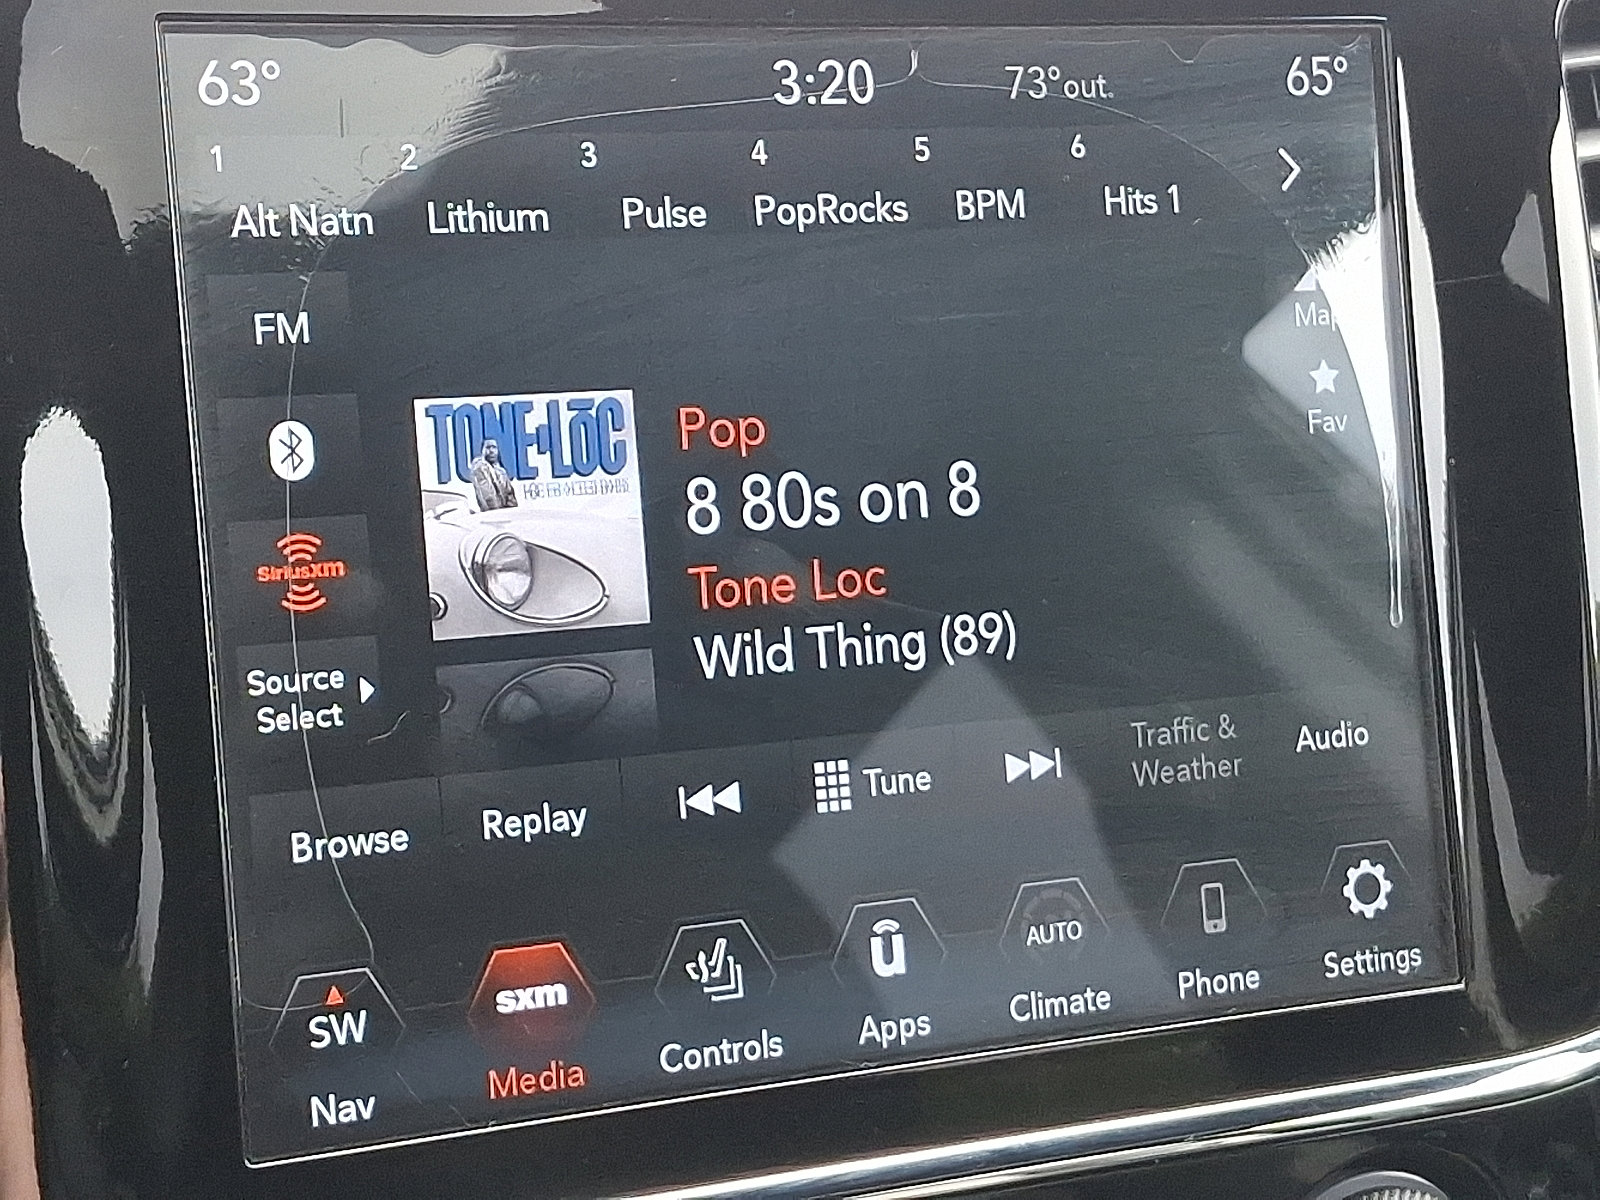 63° 3:20 73°out. 65°
1 2 3 4 5 6
Alt Natn Lithium Pulse PopRocks BPM Hits 1
FM
Map
Fav
TONE-LŌC
Pop
8 80s on 8
Tone Loc
Wild Thing (89)
siriusxm
Source
Select
Browse Replay Tune Traffic &
Weather Audio
SW
Nav
sxm
Media
Controls
u
Apps
AUTO
Climate
Phone
Settings